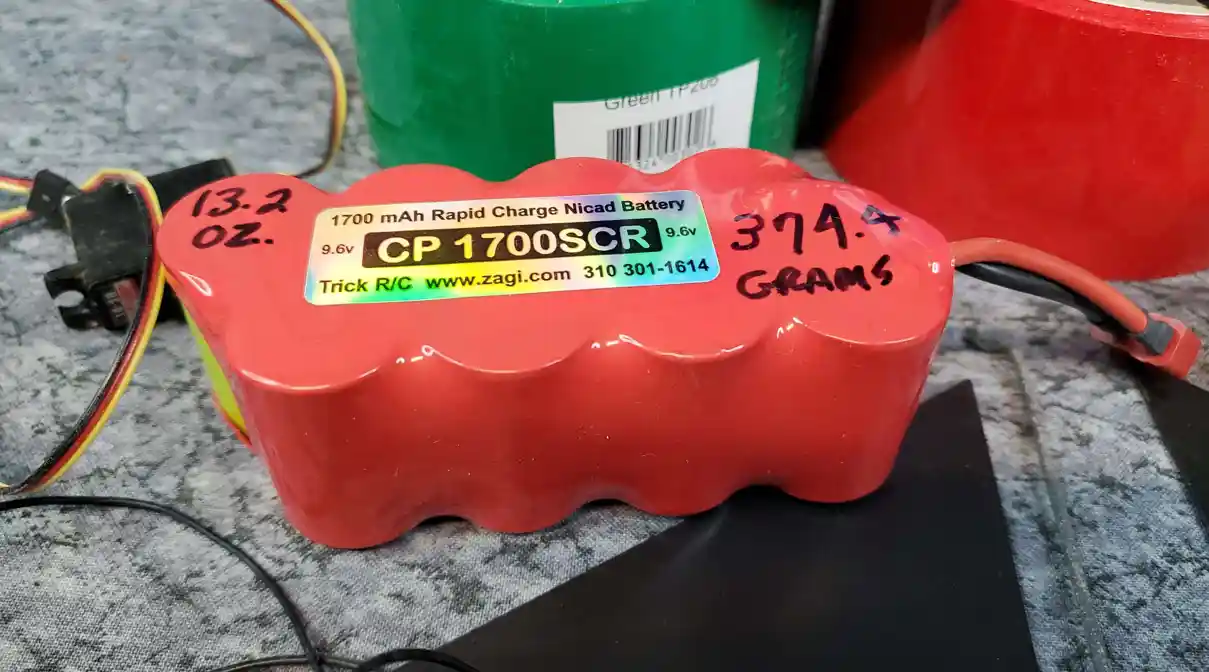 Green TP208
13.2
OZ.
1700 mAh Rapid Charge Nicad Battery
9.6v CP 1700SCR 9.6v
Trick R/C www.zagi.com 310 301-1614
374.4
GRAMS